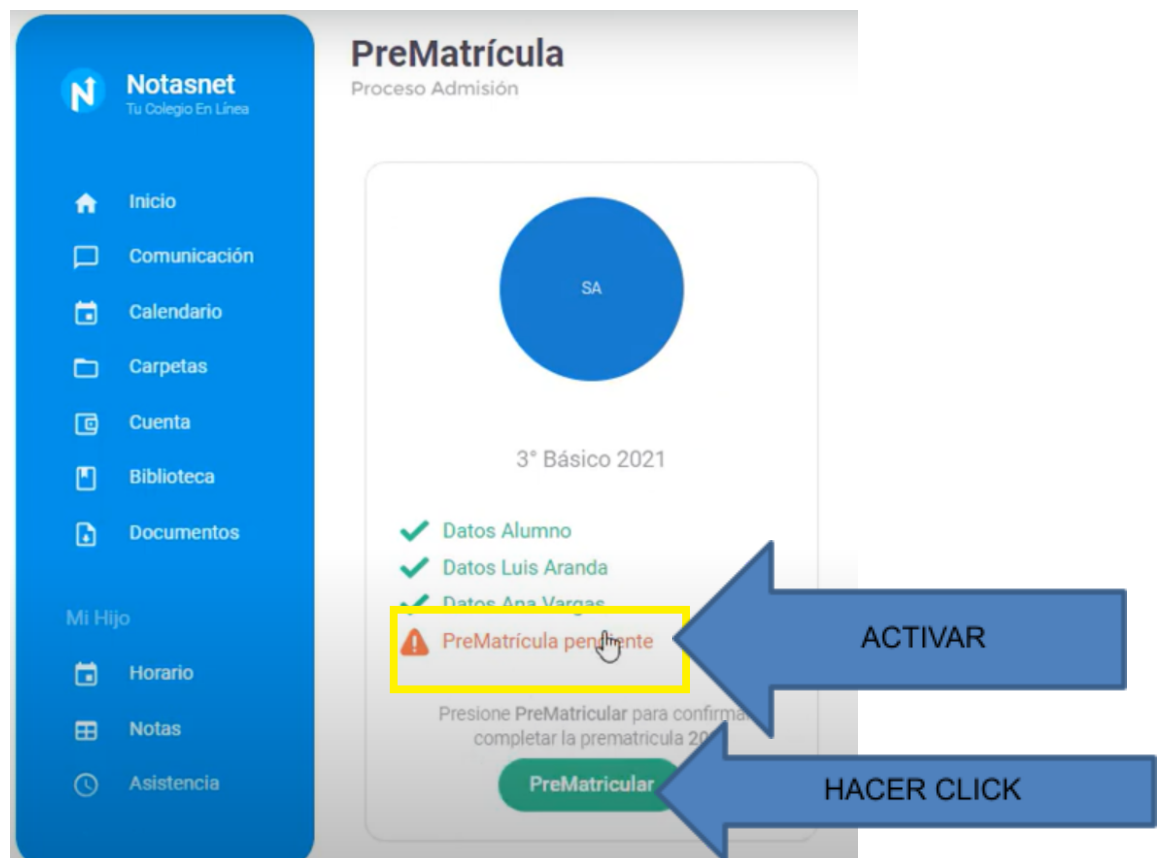 PreMatrícula
Proceso Admisión
Notasnet
Tu Colegio En Línea
Inicio
Comunicación
Calendario
Carpetas
Cuenta
Biblioteca
Documentos
Mi Hijo
Horario
Notas
Asistencia
SA
3° Básico 2021
Datos Alumno
Datos Luis Aranda
Datos Ana Vargas
PreMatrícula pendiente
Presione PreMatricular para
completar la prematricula
PreMatricular
ACTIVAR
HACER CLICK